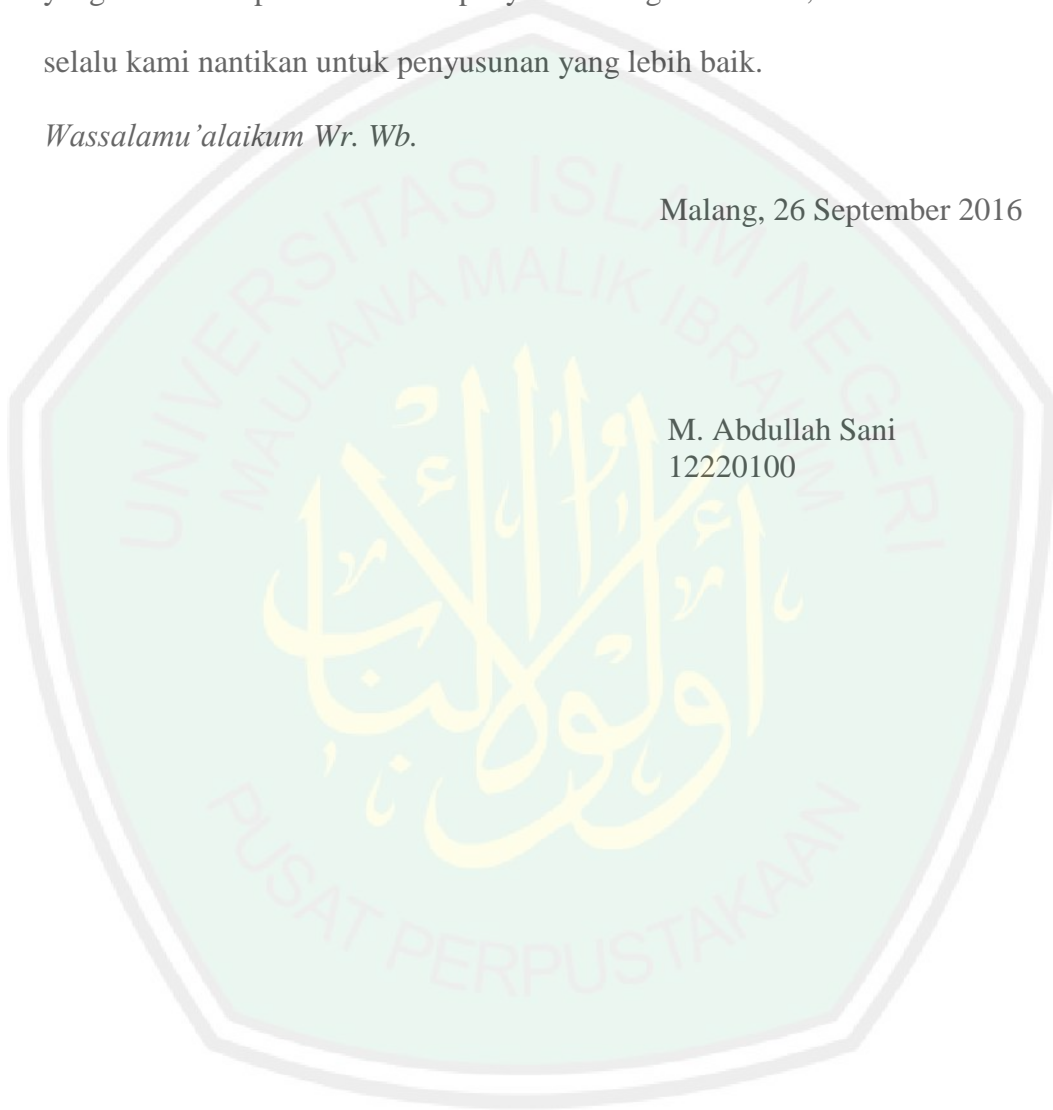 selalu kami nantikan untuk penyusunan yang lebih baik.
Wassalamu’alaikum Wr. Wb.
Malang, 26 September 2016
M. Abdullah Sani
12220100
UNIVERSITAS ISLAM NEGERI
MAULANA MALIK IBRAHIM
أولوا الألباب
PUSAT PERPUSTAKAAN